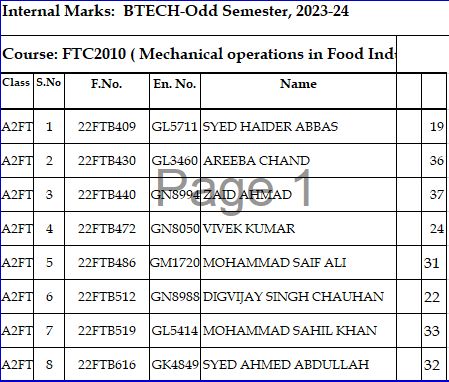 Internal Marks: BTECH-Odd Semester, 2023-24
Course: FTC2010 ( Mechanical operations in Food Indu
Class S.No F.No. En. No. Name
A2FT 1 22FTB409 GL5711 SYED HAIDER ABBAS 19
A2FT 2 22FTB430 GL3460 AREEBA CHAND 36
A2FT 3 22FTB440 GN8994 ZAID AHMAD 37
Page 1
A2FT 4 22FTB472 GN8050 VIVEK KUMAR 24
A2FT 5 22FTB486 GM1720 MOHAMMAD SAIF ALI 31
A2FT 6 22FTB512 GN8988 DIGVIJAY SINGH CHAUHAN 22
A2FT 7 22FTB519 GL5414 MOHAMMAD SAHIL KHAN 33
A2FT 8 22FTB616 GK4849 SYED AHMED ABDULLAH 32